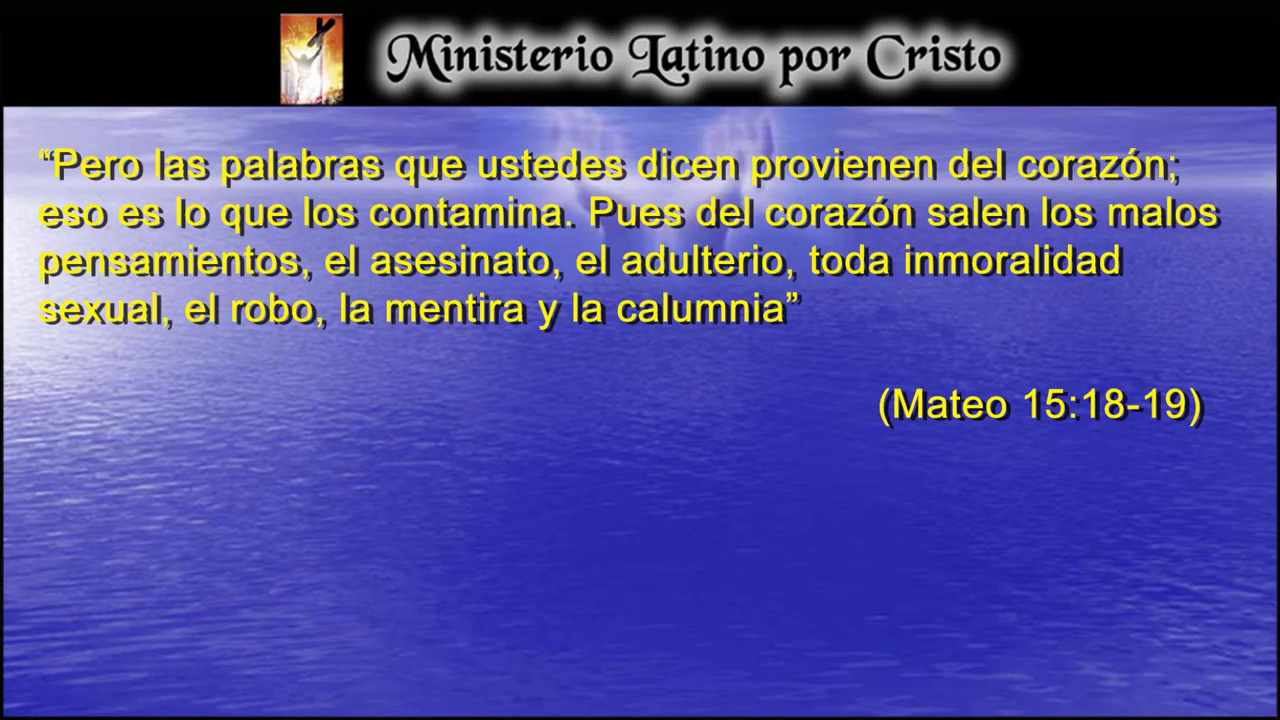 Ministerio Latino por Cristo
“Pero las palabras que ustedes dicen provienen del corazón;
eso es lo que los contamina. Pues del corazón salen los malos
pensamientos, el asesinato, el adulterio, toda inmoralidad
sexual, el robo, la mentira y la calumnia”
(Mateo 15:18-19)